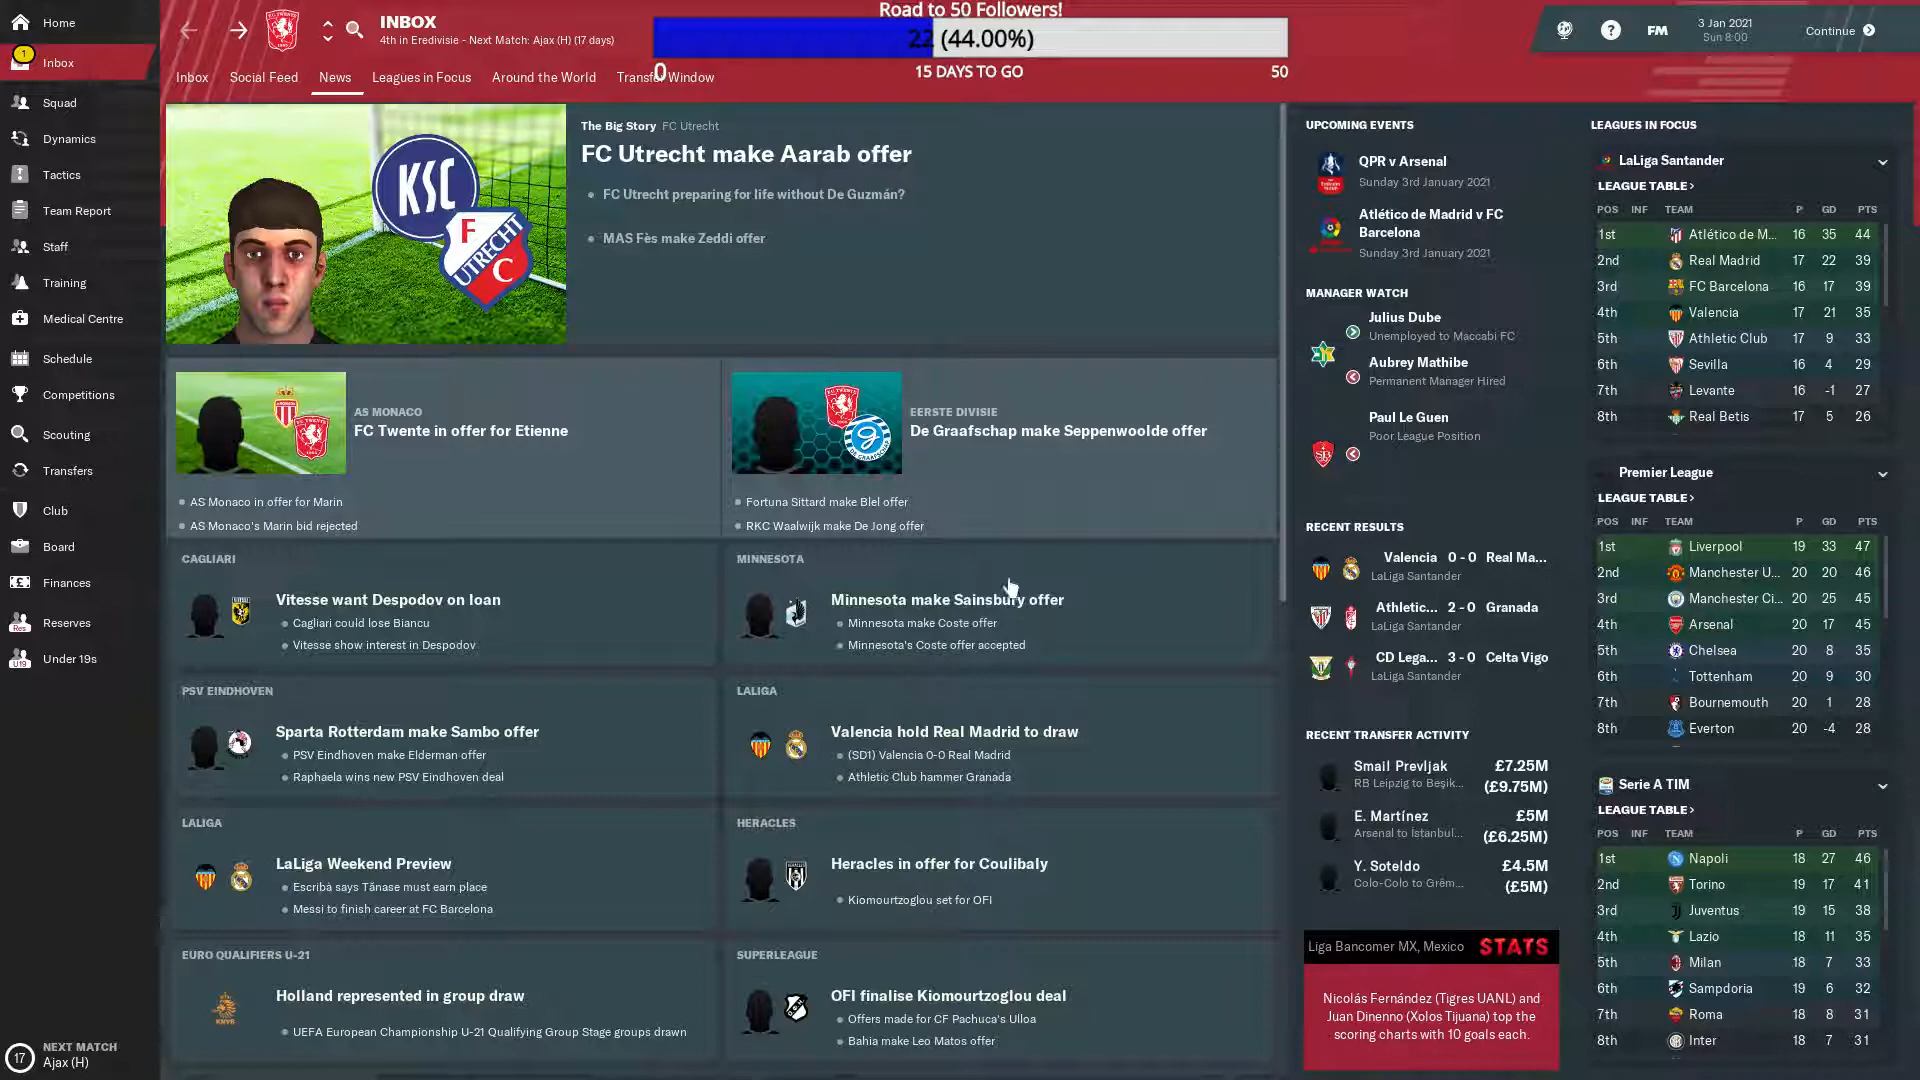 Home
1
Inbox
Squad
Dynamics
Tactics
Team Report
Staff
Training
Medical Centre
Schedule
Competitions
Scouting
Transfers
Club
Board
Finances
Res
Reserves
U19
Under 19s
17
NEXT MATCH
Ajax (H)
INBOX
4th in Eredivisie - Next Match: Ajax (H) (17 days)
Inbox
Social Feed
News
Leagues in Focus
Around the World
Transfer Window
Road to 50 Followers!
22 (44.00%)
0
15 DAYS TO GO
50
?
FM
3 Jan 2021
Sun 8:00
Continue
KSC
F
UTRECHT
C
The Big Story FC Utrecht
FC Utrecht make Aarab offer
FC Utrecht preparing for life without De Guzmán?
MAS Fès make Zeddi offer
AS MONACO
FC Twente in offer for Etienne
AS Monaco in offer for Marin
AS Monaco's Marin bid rejected
EERSTE DIVISIE
De Graafschap make Seppenwoolde offer
Fortuna Sittard make Blel offer
RKC Waalwijk make De Jong offer
CAGLIARI
Vitesse want Despodov on loan
Cagliari could lose Biancu
Vitesse show interest in Despodov
MINNESOTA
Minnesota make Sainsbury offer
Minnesota make Coste offer
Minnesota's Coste offer accepted
PSV EINDHOVEN
Sparta Rotterdam make Sambo offer
PSV Eindhoven make Elderman offer
Raphaela wins new PSV Eindhoven deal
LALIGA
Valencia hold Real Madrid to draw
(SD1) Valencia 0-0 Real Madrid
Athletic Club hammer Granada
LALIGA
LaLiga Weekend Preview
Escribà says Tănase must earn place
Messi to finish career at FC Barcelona
HERACLES
Heracles in offer for Coulibaly
Kiomourtzoglou set for OFI
EURO QUALIFIERS U-21
Holland represented in group draw
UEFA European Championship U-21 Qualifying Group Stage groups drawn
SUPERLEAGUE
OFI finalise Kiomourtzoglou deal
Offers made for CF Pachuca's Ulloa
Bahia make Leo Matos offer
UPCOMING EVENTS
QPR v Arsenal
Sunday 3rd January 2021
Atlético de Madrid v FC
Barcelona
Sunday 3rd January 2021
MANAGER WATCH
Julius Dube
Unemployed to Maccabi FC
Aubrey Mathibe
Permanent Manager Hired
Paul Le Guen
Poor League Position
RECENT RESULTS
Valencia 0 - 0 Real Ma...
LaLiga Santander
Athletic... 2 - 0 Granada
LaLiga Santander
CD Lega... 3 - 0 Celta Vigo
LaLiga Santander
RECENT TRANSFER ACTIVITY
Smail Prevljak £7.25M
RB Leipzig to Beşik... (£9.75M)
E. Martínez £5M
Arsenal to İstanbul... (£6.25M)
Y. Soteldo £4.5M
Colo-Colo to Grêm... (£5M)
Liga Bancomer MX, Mexico STATS
Nicolás Fernández (Tigres UANL) and
Juan Dinenno (Xolos Tijuana) top the
scoring charts with 10 goals each.
LEAGUES IN FOCUS
LaLiga Santander
LEAGUE TABLE >
POS INF TEAM P GD PTS
1st Atlético de M... 16 35 44
2nd Real Madrid 17 22 39
3rd FC Barcelona 16 17 39
4th Valencia 17 21 35
5th Athletic Club 17 9 33
6th Sevilla 16 4 29
7th Levante 16 -1 27
8th Real Betis 17 5 26
Premier League
LEAGUE TABLE >
POS INF TEAM P GD PTS
1st Liverpool 19 33 47
2nd Manchester U... 20 20 46
3rd Manchester Ci... 20 25 45
4th Arsenal 20 17 45
5th Chelsea 20 8 35
6th Tottenham 20 9 30
7th Bournemouth 20 1 28
8th Everton 20 -4 28
Serie A TIM
LEAGUE TABLE >
POS INF TEAM P GD PTS
1st Napoli 18 27 46
2nd Torino 19 17 41
3rd Juventus 19 15 38
4th Lazio 18 11 35
5th Milan 18 7 33
6th Sampdoria 19 6 32
7th Roma 18 8 31
8th Inter 18 7 31